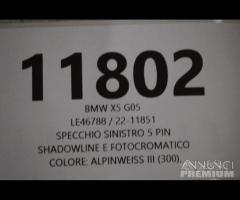 11802
BMW X5 G05
LE46788 / 22-11851
SPECCHIO SINISTRO 5 PIN
SHADOWLINE E FOTOCROMATICO
COLORE: ALPINWEISS III (300),
ANNUNCI
PREMIUM